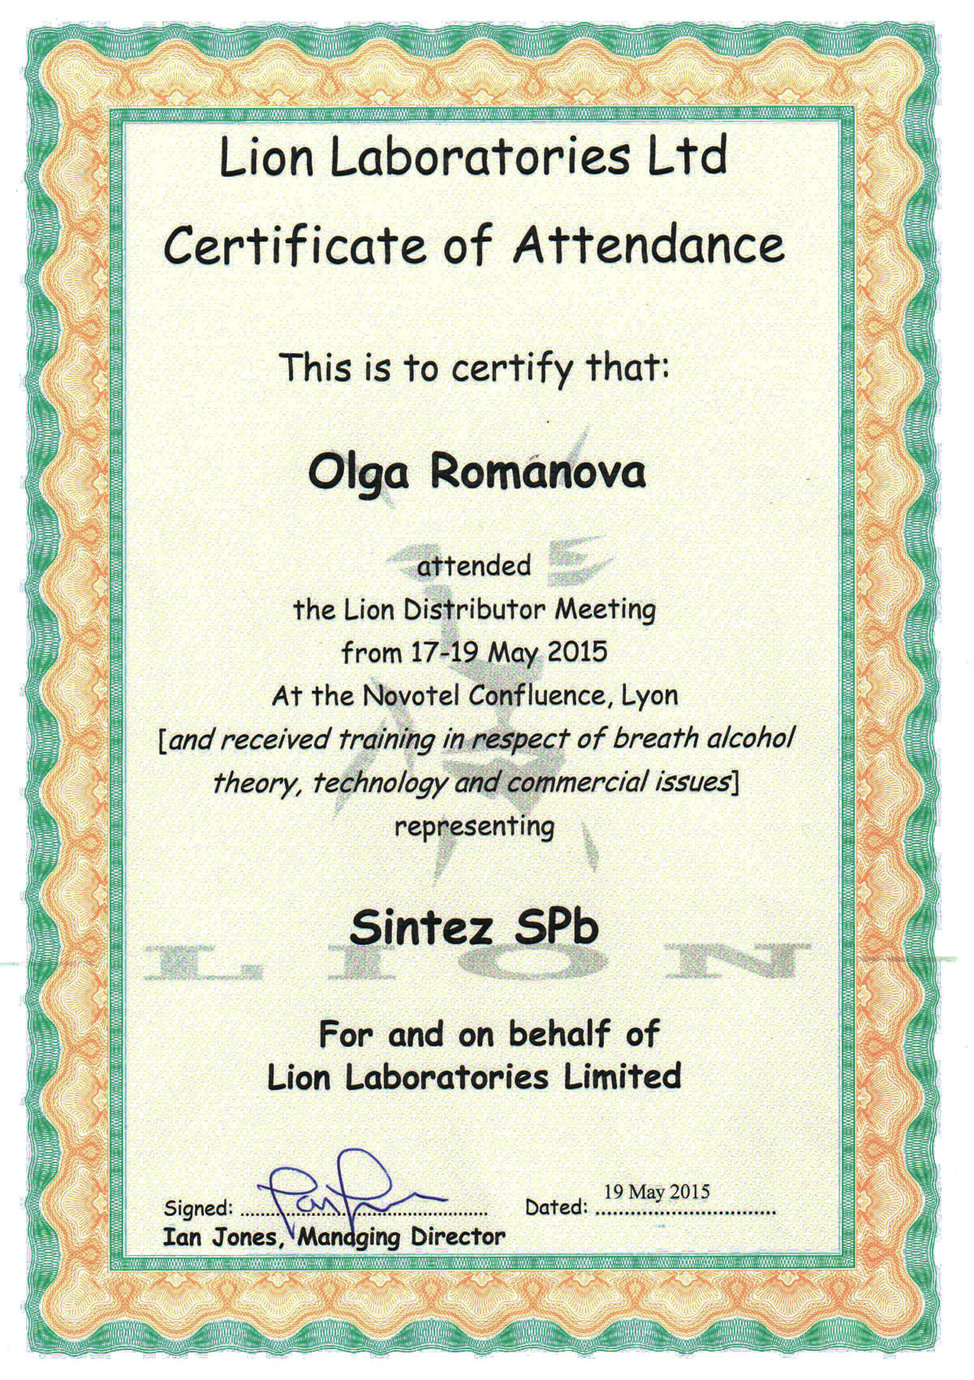 Lion Laboratories Ltd
Certificate of Attendance
This is to certify that:
Olga Romanova
attended
the Lion Distributor Meeting
from 17-19 May 2015
At the Novotel Confluence, Lyon
[and received training in respect of breath alcohol
theory, technology and commercial issues]
representing
Sintez SPb
LION
For and on behalf of
Lion Laboratories Limited
Signed: ........................................ Dated: 19 May 2015
Ian Jones, Managing Director